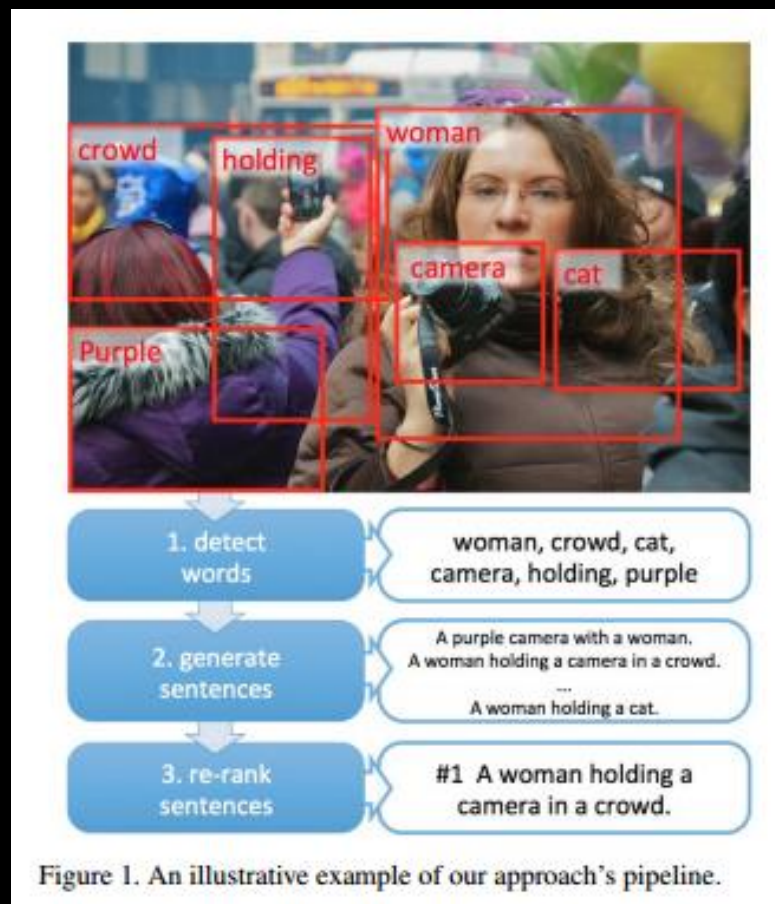 crowd
holding
woman
camera
cat
Purple
1. detect
words
woman, crowd, cat,
camera, holding, purple
2. generate
sentences
A purple camera with a woman.
A woman holding a camera in a crowd.
...
A woman holding a cat.
3. re-rank
sentences
#1 A woman holding a
camera in a crowd.
Figure 1. An illustrative example of our approach's pipeline.